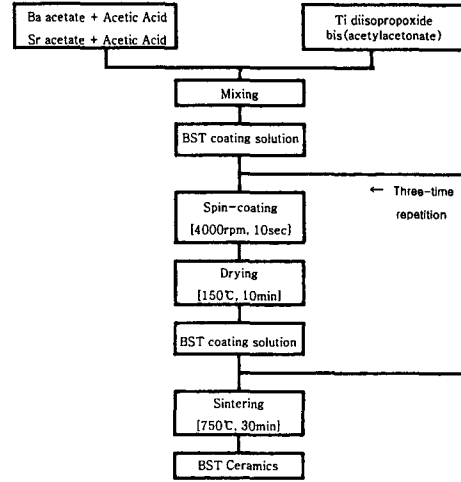 Ba acetate + Acetic Acid
Sr acetate + Acetic Acid
Ti diisopropoxide
bis(acetylacetonate)
Mixing
BST coating solution
← Three-time
repetition
Spin-coating
[4000rpm, 10sec]
Drying
[150℃, 10min]
BST coating solution
Sintering
[750℃, 30min]
BST Ceramics